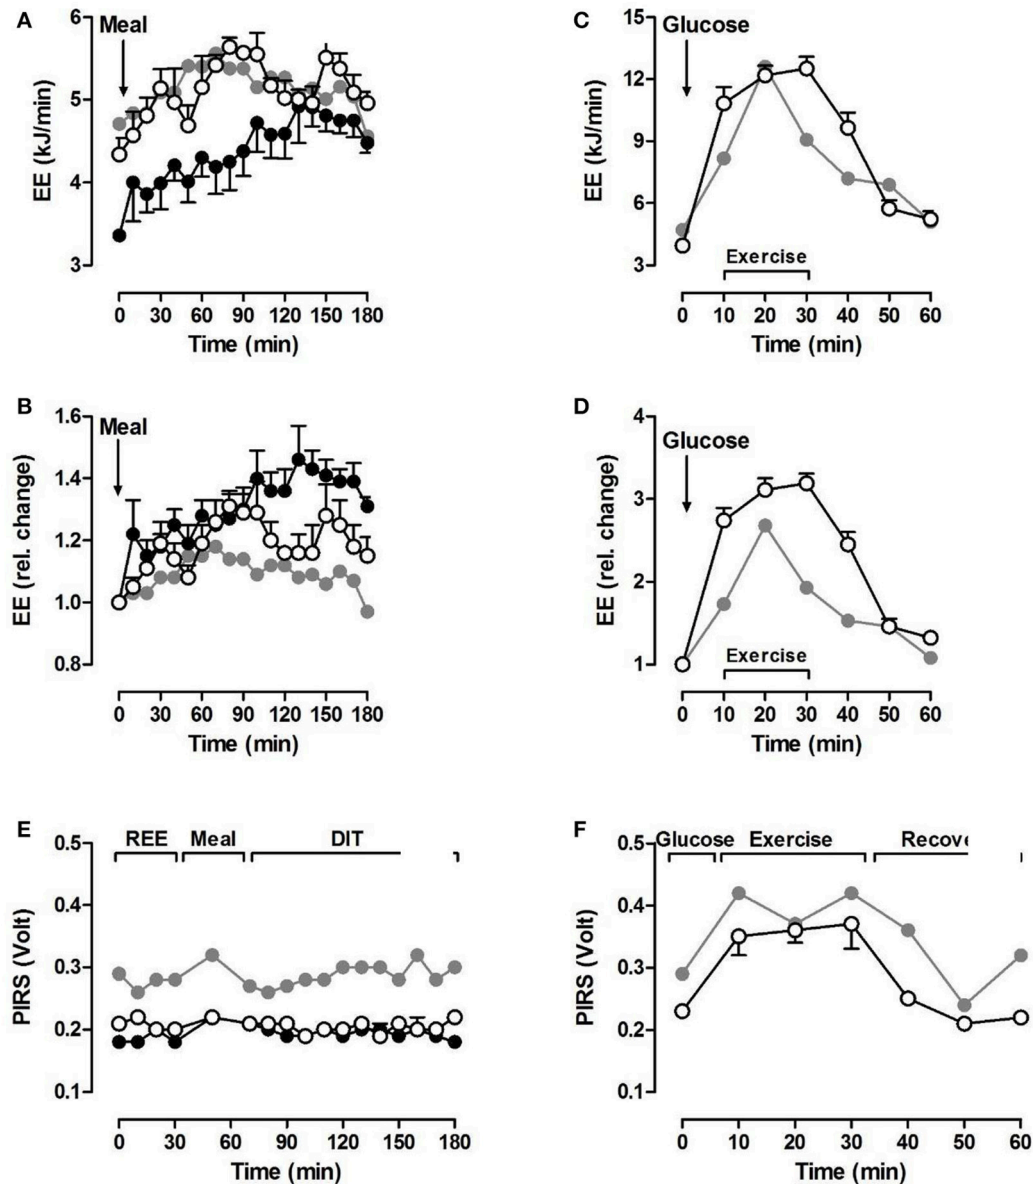 A
Meal
EE (kJ/min)
6
5
4
3
0 30 60 90 120 150 180
Time (min)
C
Glucose
EE (kJ/min)
15
12
9
6
3
Exercise
0 10 20 30 40 50 60
Time (min)
B
Meal
EE (rel. change)
1.6
1.4
1.2
1.0
0.8
0 30 60 90 120 150 180
Time (min)
D
Glucose
EE (rel. change)
4
3
2
1
Exercise
0 10 20 30 40 50 60
Time (min)
E
REE Meal DIT
PIRS (Volt)
0.5
0.4
0.3
0.2
0.1
0 30 60 90 120 150 180
Time (min)
F
Glucose Exercise
PIRS (Volt)
0.5
0.4
0.3
0.2
0.1
0 10 20 30 40 50 60
Time (min)